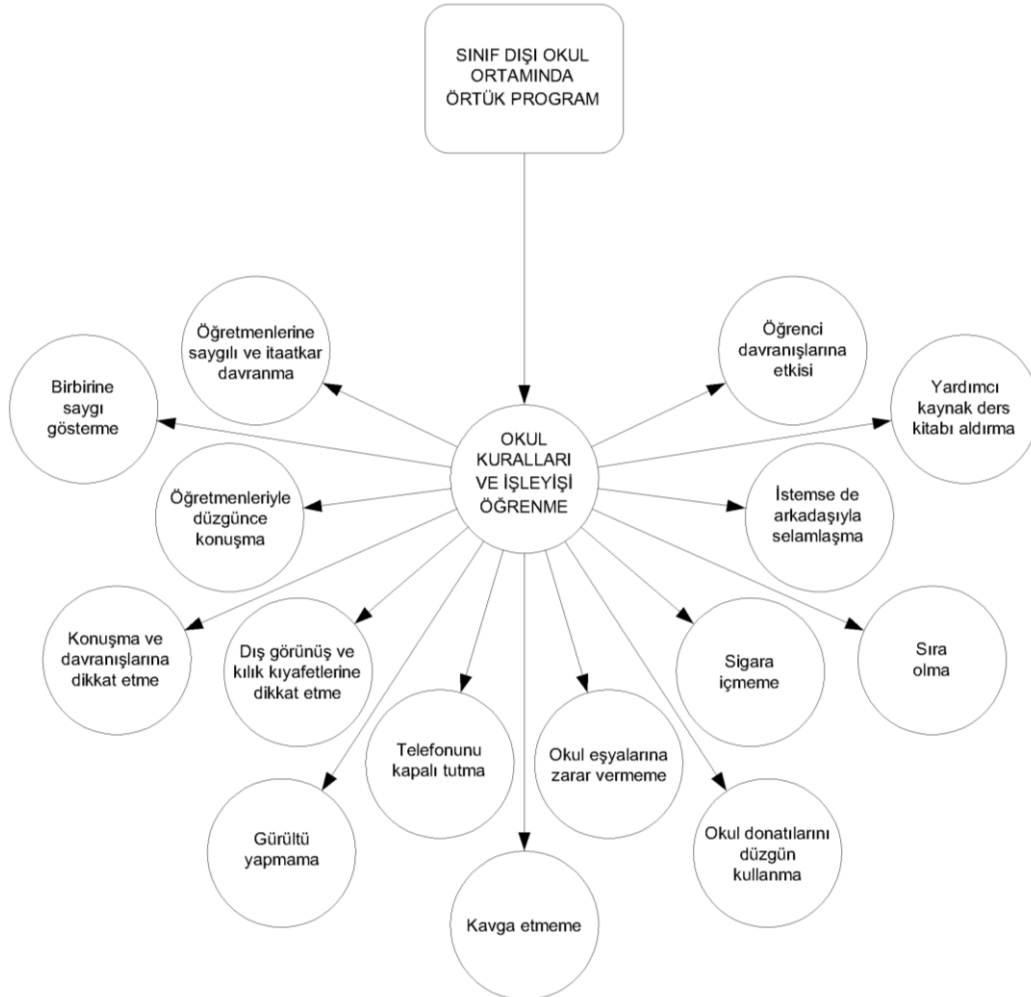 SINIF DIŞI OKUL
ORTAMINDA
ÖRTÜK PROGRAM
Öğretmenlerine
saygılı ve itaatkar
davranma
Öğrenci
davranışlarına
etkisi
Birbirine
saygı
gösterme
Yardımcı
kaynak ders
kitabı aldırma
OKUL
KURALLARI
VE İŞLEYİŞİ
ÖĞRENME
Öğretmenleriyle
düzgünce
konuşma
İstemse de
arkadaşıyla
selamlaşma
Konuşma ve
davranışlarına
dikkat etme
Dış görünüş ve
kılık kıyafetlerine
dikkat etme
Sigara
içmeme
Sıra
olma
Telefonunu
kapalı tutma
Okul eşyalarına
zarar vermeme
Gürültü
yapmama
Okul donatılarını
düzgün
kullanma
Kavga etmeme